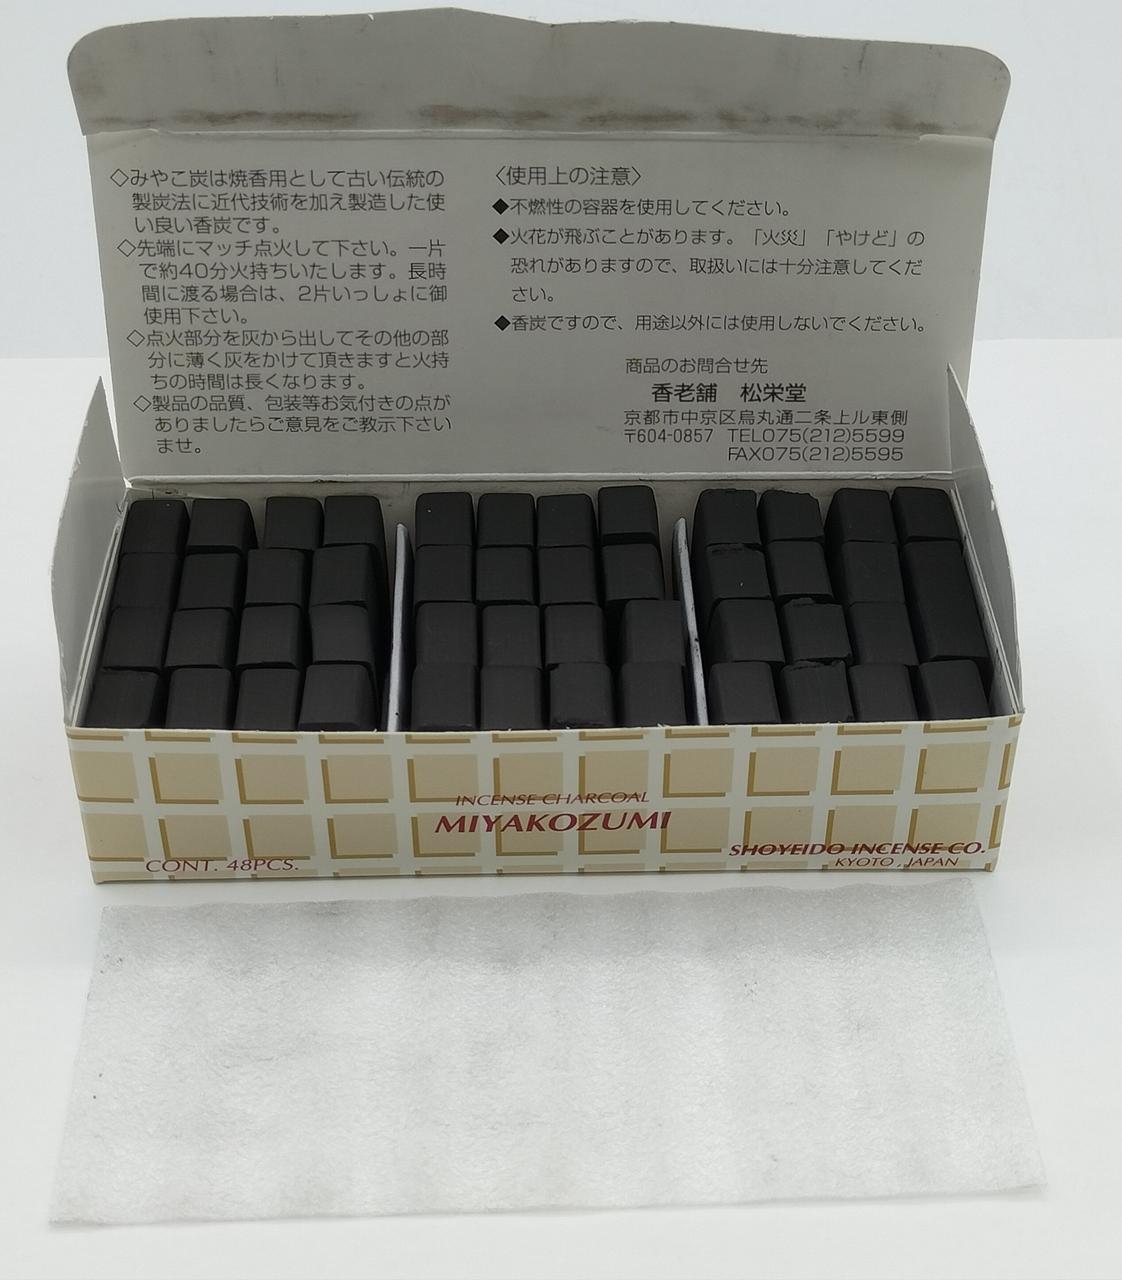 ◇みやこ炭は焼香用として古い伝統の
製炭法に近代技術を加え製造した使
い良い香炭です。
◇先端にマッチ点火して下さい。一片
で約40分火持ちいたします。長時
間に渡る場合は、2片いっしょに御
使用下さい。
◇点火部分を灰から出してその他の部
分に薄く灰をかけて頂きますと火持
ちの時間は長くなります。
◇製品の品質、包装等お気付きの点が
ありましたらご意見をご教示下さい
ませ。
〈使用上の注意〉
◆不燃性の容器を使用してください。
◆火花が飛ぶことがあります。「火災」「やけど」の
恐れがありますので、取扱いには十分注意してくだ
さい。
◆香炭ですので、用途以外には使用しないでください。
商品のお問合せ先
香老舗 松栄堂
京都市中京区烏丸通二条上ル東側
〒604-0857 TEL075(212)5599
FAX075(212)5595
INCENSE CHARCOAL
MIYAKOZUMI
CONT. 48PCS.
SHOYEIDO INCENSE CO.
KYOTO, JAPAN